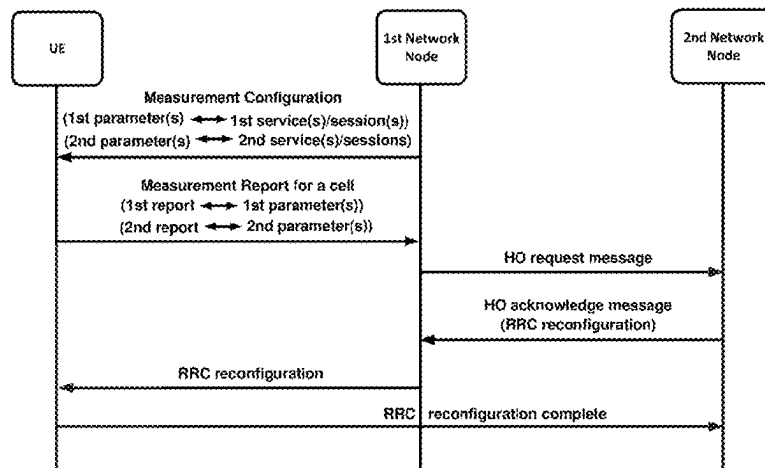 UE
1st Network
Node
2nd Network
Node
Measurement Configuration
(1st parameter(s) ↔ 1st service(s)/session(s))
(2nd parameter(s) ↔ 2nd service(s)/sessions)
Measurement Report for a cell
(1st report ↔ 1st parameter(s))
(2nd report ↔ 2nd parameter(s))
HO request message
HO acknowledge message
(RRC reconfiguration)
RRC reconfiguration
RRC reconfiguration complete